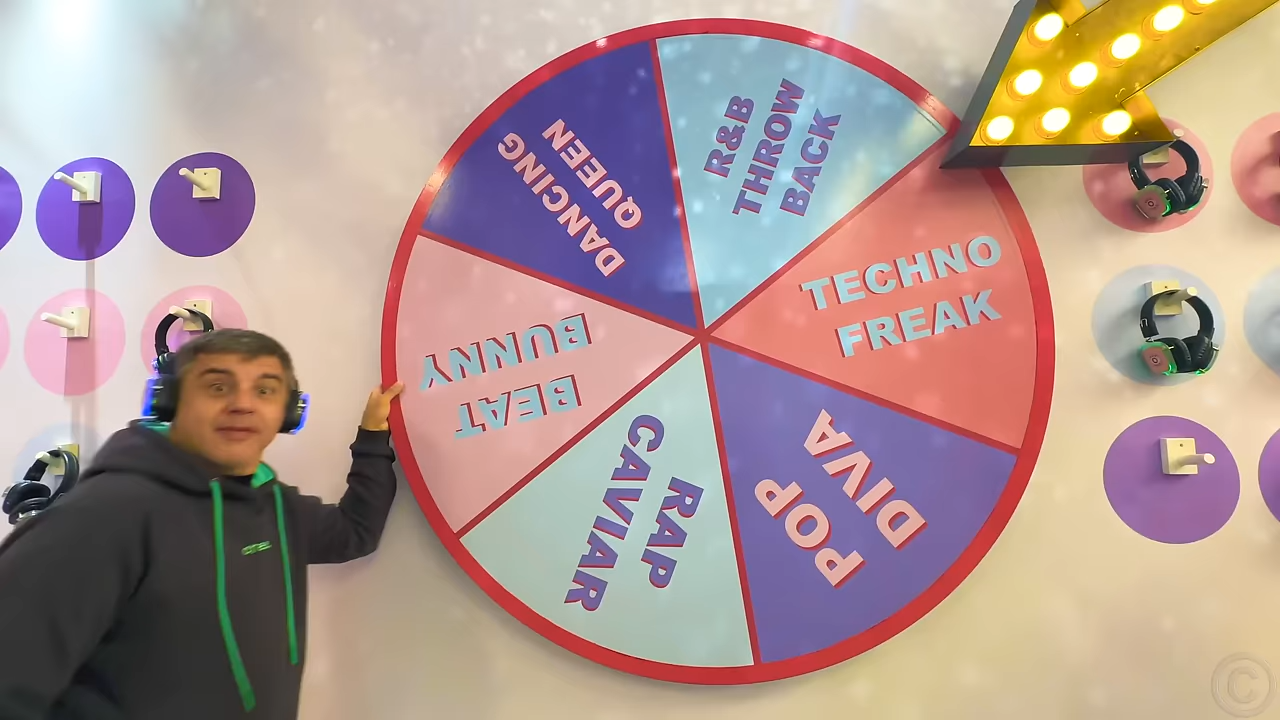 R&B
THROW
BACK
TECHNO
FREAK
POP
DIVA
RAP
CAVIAR
BEAT
BUNNY
DANCING
QUEEN
©